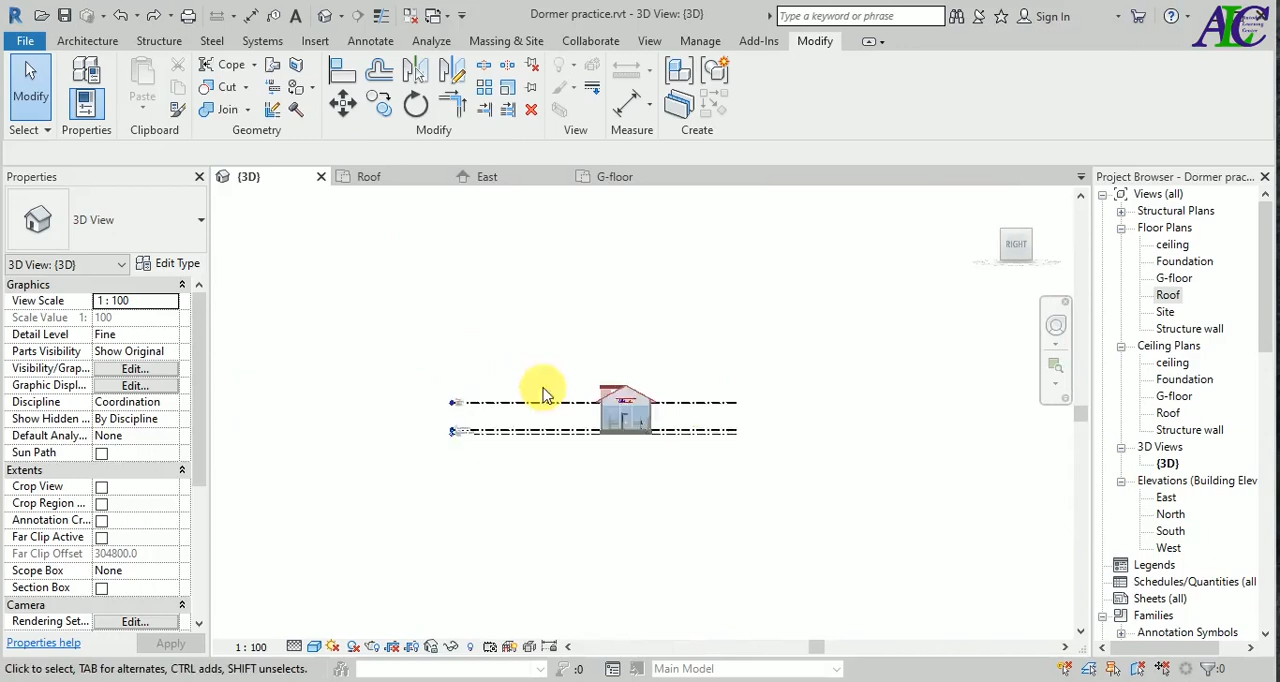 Dormer practice.rvt - 3D View: {3D}
Type a keyword or phrase
Sign In
ALC
File Architecture Structure Steel Systems Insert Annotate Analyze Massing & Site Collaborate View Manage Add-Ins Modify
Modify Paste Cope Cut Join
Select Properties Clipboard Geometry Modify View Measure Create
Properties
{3D} Roof East G-floor
Project Browser - Dormer prac...
3D View
3D View: {3D} Edit Type
Graphics
View Scale 1 : 100
Scale Value 1: 100
Detail Level Fine
Parts Visibility Show Original
Visibility/Grap... Edit...
Graphic Displ... Edit...
Discipline Coordination
Show Hidden ... By Discipline
Default Analy... None
Sun Path
Extents
Crop View
Crop Region ...
Annotation Cr...
Far Clip Active
Far Clip Offset 304800.0
Scope Box None
Section Box
Camera
Rendering Set... Edit...
Properties help Apply
RIGHT
Views (all)
Structural Plans
Floor Plans
ceiling
Foundation
G-floor
Roof
Site
Structure wall
Ceiling Plans
ceiling
Foundation
G-floor
Roof
Structure wall
3D Views
{3D}
Elevations (Building Elev
East
North
South
West
Legends
Schedules/Quantities (all
Sheets (all)
Families
Annotation Symbols
1 : 100
Click to select, TAB for alternates, CTRL adds, SHIFT unselects.
:0
Main Model
:0